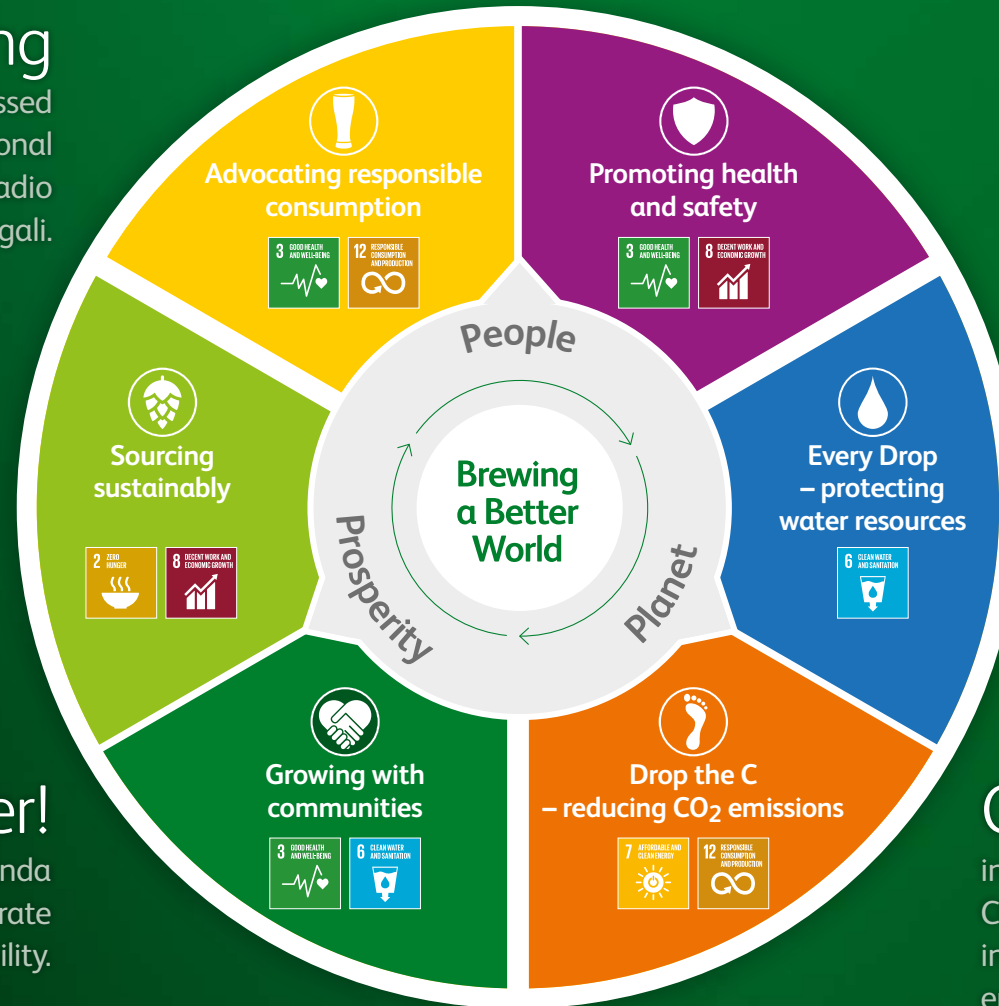 ng
ssed
onal
adio
gali.
Advocating responsible
consumption
3 GOOD HEALTH
AND WELL-BEING
12 RESPONSIBLE
CONSUMPTION
AND PRODUCTION
Promoting health
and safety
3 GOOD HEALTH
AND WELL-BEING
8 DECENT WORK AND
ECONOMIC GROWTH
People
Sourcing
sustainably
2 ZERO
HUNGER
8 DECENT WORK AND
ECONOMIC GROWTH
Brewing
a Better
World
Every Drop
– protecting
water resources
6 CLEAN WATER
AND SANITATION
Prosperity
Planet
Growing with
communities
3 GOOD HEALTH
AND WELL-BEING
6 CLEAN WATER
AND SANITATION
Drop the C
– reducing CO2 emissions
7 AFFORDABLE AND
CLEAN ENERGY
12 RESPONSIBLE
CONSUMPTION
AND PRODUCTION
er!
nda
rate
ility.
in
C
in